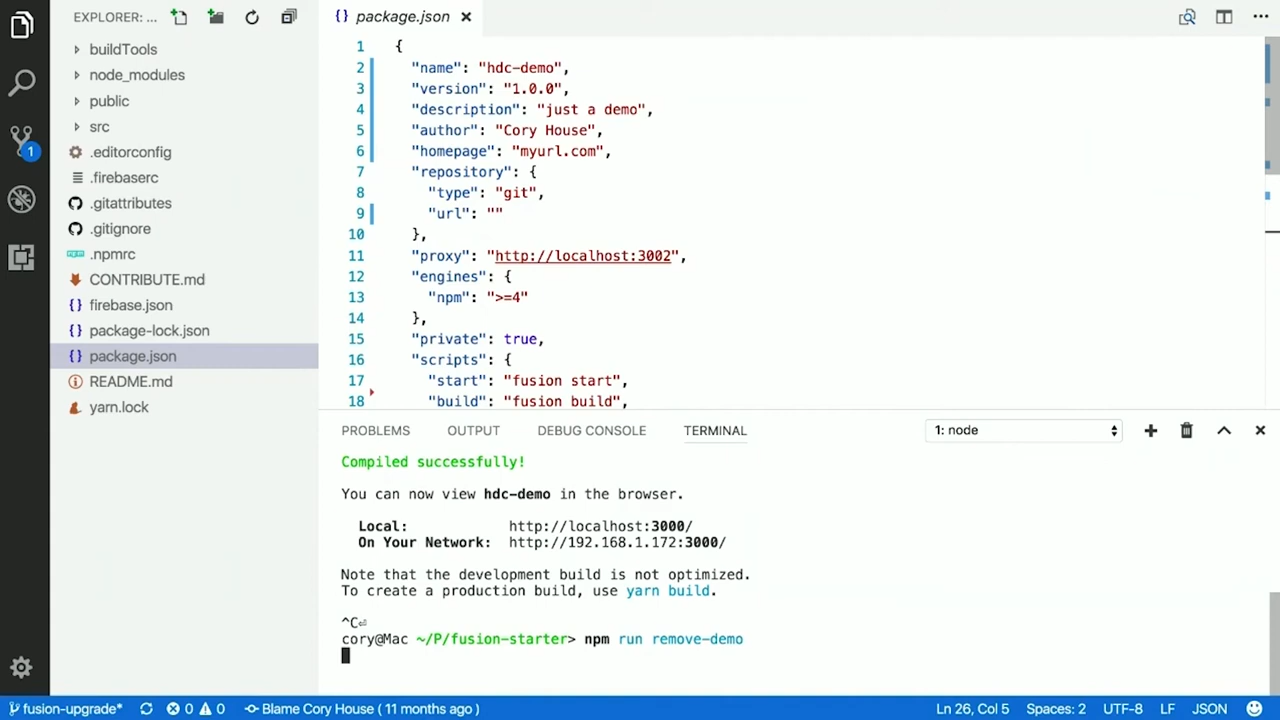 EXPLORER: ...
buildTools
node_modules
public
src
.editorconfig
.firebaserc
.gitattributes
.gitignore
.npmrc
CONTRIBUTE.md
{} firebase.json
{} package-lock.json
{} package.json
README.md
yarn.lock
1
{} package.json ×
1 {
2 "name": "hdc-demo",
3 "version": "1.0.0",
4 "description": "just a demo",
5 "author": "Cory House",
6 "homepage": "myurl.com",
7 "repository": {
8 "type": "git",
9 "url": ""
10 },
11 "proxy": "http://localhost:3002",
12 "engines": {
13 "npm": ">=4"
14 },
15 "private": true,
16 "scripts": {
17 "start": "fusion start",
18 "build": "fusion build",
PROBLEMS OUTPUT DEBUG CONSOLE TERMINAL 1: node
Compiled successfully!
You can now view hdc-demo in the browser.
Local: http://localhost:3000/
On Your Network: http://192.168.1.172:3000/
Note that the development build is not optimized.
To create a production build, use yarn build.
^C⏎
cory@Mac ~/P/fusion-starter> npm run remove-demo
fusion-upgrade* 0 0 Blame Cory House ( 11 months ago ) Ln 26, Col 5 Spaces: 2 UTF-8 LF JSON